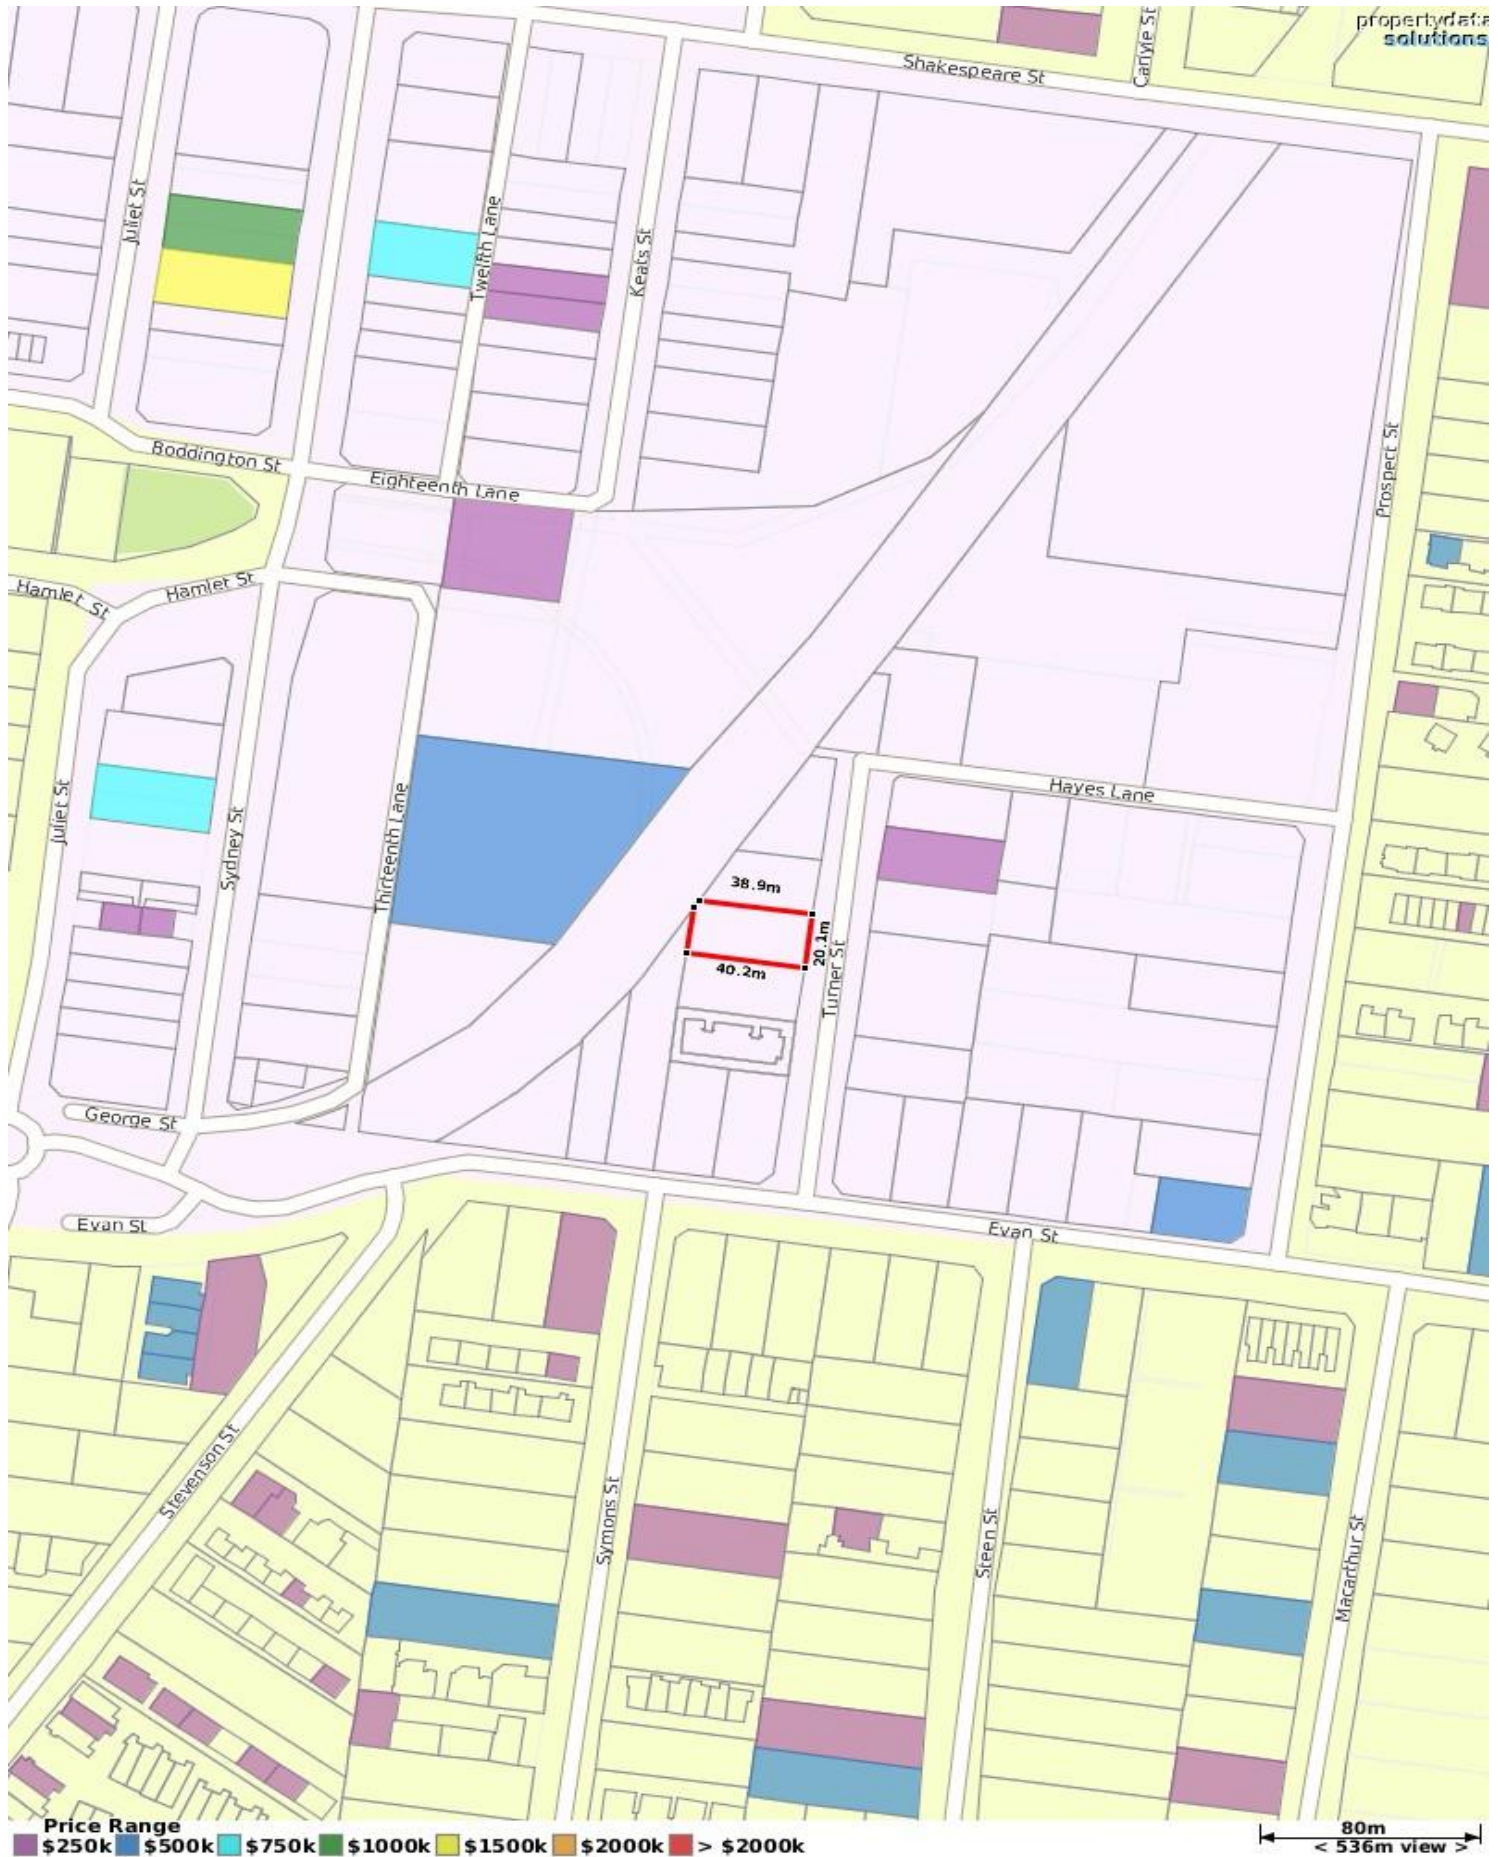 propertydata
solutions
Carlyle St
Shakespeare St
Juliet St
Twelfth Lane
Keats St
Prospect St
Boddington St
Eighteenth Lane
Hamlet St
Hamlet St
Juliet St
Sydney St
Thirteenth Lane
Hayes Lane
38.9m
20.1m
40.2m
Turner St
George St
Evan St
Evan St
Stevenson St
Symons St
Steen St
Macarthur St
Price Range
$250k $500k $750k $1000k $1500k $2000k > $2000k
80m
< 536m view >